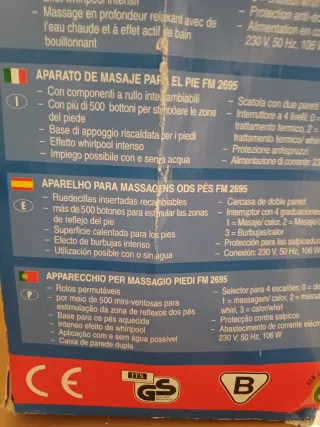 Effet whirlpool intensif
- Massage en profondeur relaxant avec de
l'eau chaude et à effet actif de bain
bouillonnant
- Protection anti-éc
- Alimentation en co
230 V, 50 Hz, 106
APARATO DE MASAJE PARA EL PIE FM 2695
I
- Con componenti a rullo intercambiabili
- Con più di 500 bottoni per stimolare le zone
del piede
- Base di appoggio riscaldata per i piedi
- Effetto whirlpool intenso
- Impiego possibile con e senza acqua
- Scatola con due pareti
- Interruttore a 4 livelli: 0 =
trattamento termico, 2 =
trattamento termico/ whirl
- Protezione antispruzzi
- Alimentazione di corrente: 23
APARELHO PARA MASSAGENS ODS PÉS FM 2695
E
- Ruedecillas insertadas recambiables
- más de 500 botones para estimular las zonas
de reflejo del pie
- Superficie calentada para los pies
- Efecto de burbujas intenso
- Utilización posible con o sin agua
- Carcasa de doble pared
- Interruptor con 4 graduaciones
1 = Masaje/ calor, 2 = Masaje/
3 = Burbujas/calor
- Protección para las salpicadura
- Conexión: 230 V, 50 Hz, 106 W
APPARECCHIO PER MASSAGIO PIEDI FM 2695
P
- Rolos permutáveis
- por meio de 500 mini-ventosas para
estimulação da zona de reflexos dos pés
- Base para os pés aquecida
- Intenso efeito de whirlpool
- Aplicação com e sem água possível
- Caixa de parede dupla
- Selector para 4 escalões: 0 = de
1 = massagem/ calor, 2 = massa
whirl, 3 = calor/whirl
- Protecção contra salpicos
- Abastecimento de corrente eléctr
230 V, 50 Hz, 106 W
CE
ITS
GS
B